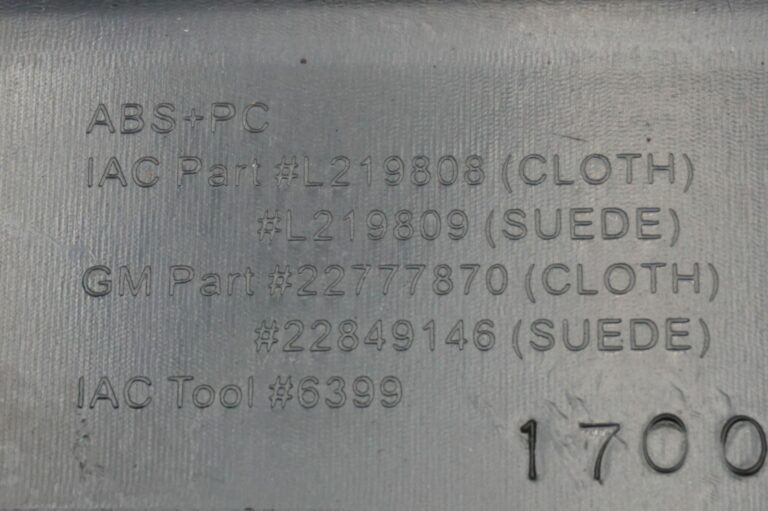 ABS+PC
IAC Part #L219808 (CLOTH)
#L219809 (SUEDE)
GM Part #22777870 (CLOTH)
#22849146 (SUEDE)
IAC Tool #6399
1700